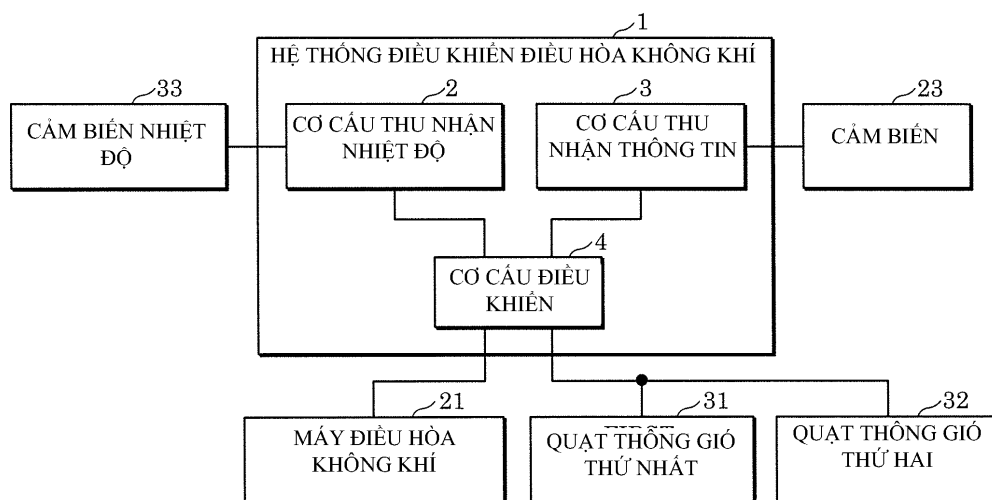 1
HỆ THỐNG ĐIỀU KHIỂN ĐIỀU HÒA KHÔNG KHÍ
33
CẢM BIẾN NHIỆT
ĐỘ
2
CƠ CẤU THU NHẬN
NHIỆT ĐỘ
3
CƠ CẤU THU
NHẬN THÔNG TIN
23
CẢM BIẾN
4
CƠ CẤU ĐIỀU
KHIỂN
21
MÁY ĐIỀU HÒA
KHÔNG KHÍ
31
QUẠT THÔNG GIÓ
THỨ NHẤT
32
QUẠT THÔNG GIÓ
THỨ HAI